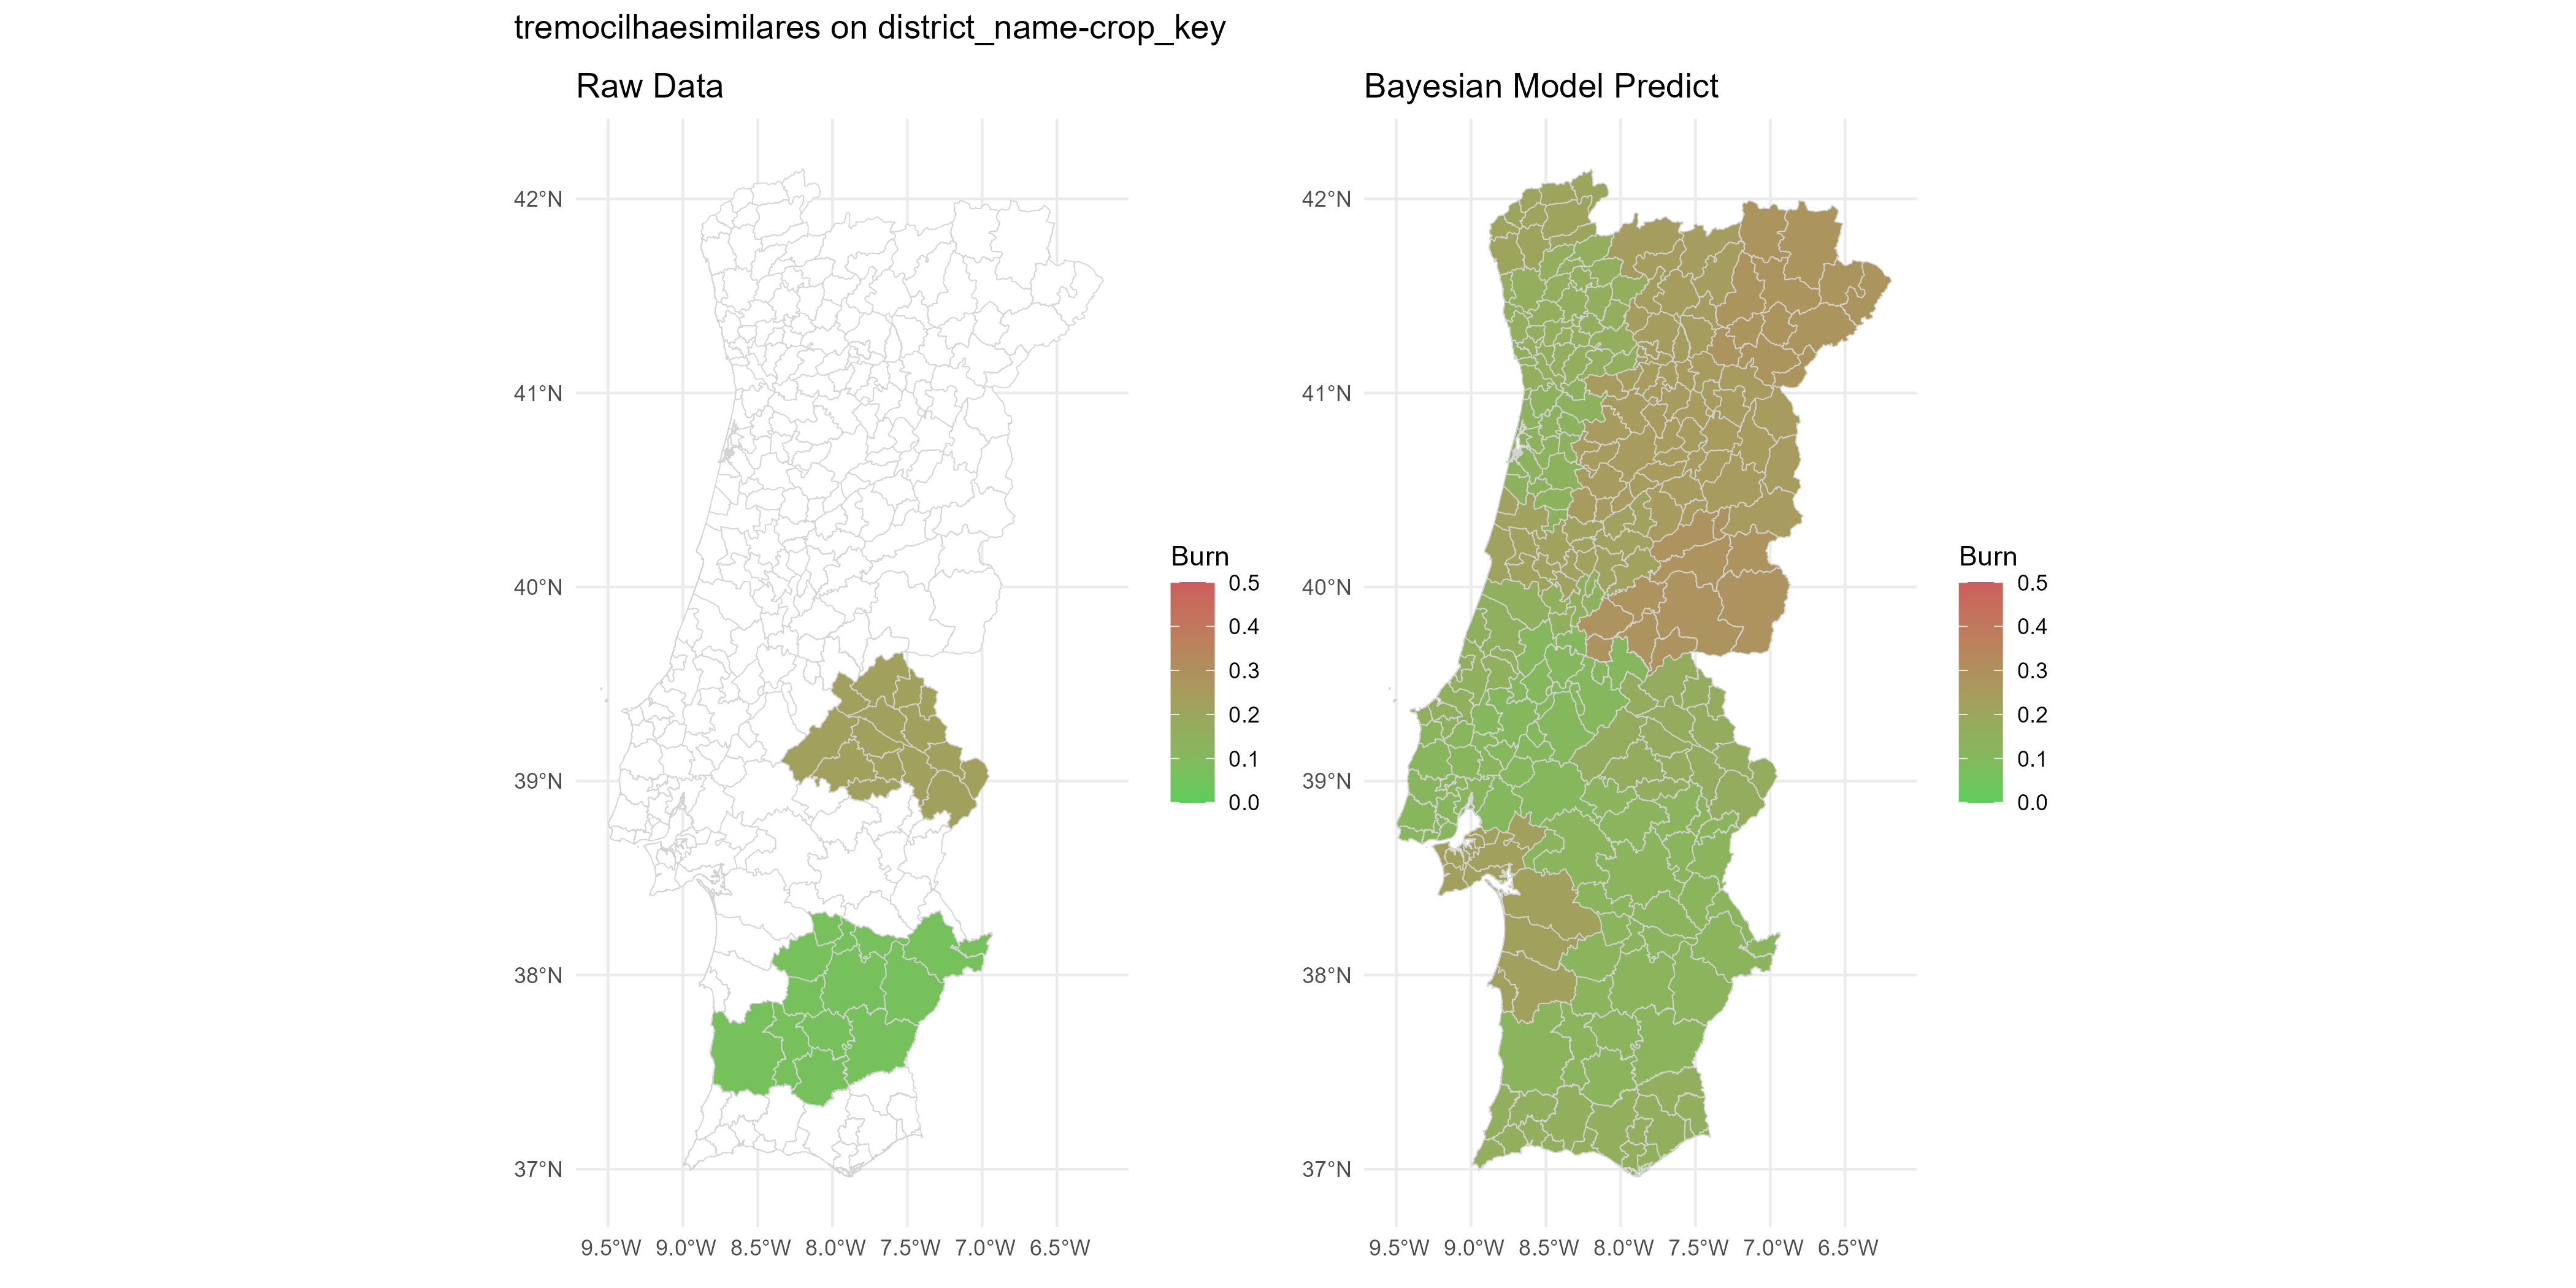 tremocilhaesimilares on district_name-crop_key
Raw Data
42°N
41°N
40°N
39°N
38°N
37°N
9.5°W 9.0°W 8.5°W 8.0°W 7.5°W 7.0°W 6.5°W
Burn
0.5
0.4
0.3
0.2
0.1
0.0
Bayesian Model Predict
42°N
41°N
40°N
39°N
38°N
37°N
9.5°W 9.0°W 8.5°W 8.0°W 7.5°W 7.0°W 6.5°W
Burn
0.5
0.4
0.3
0.2
0.1
0.0